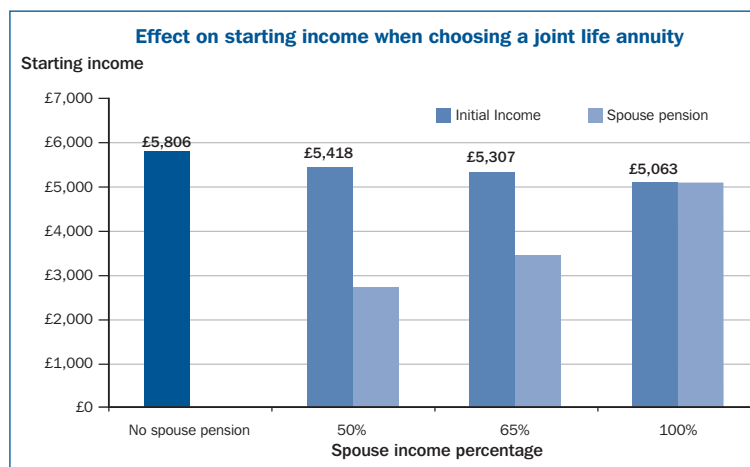 Effect on starting income when choosing a joint life annuity
Starting income
£7,000
Initial Income
Spouse pension
£6,000
£5,806
£5,418
£5,307
£5,063
£5,000
£4,000
£3,000
£2,000
£1,000
£0
No spouse pension
50%
65%
100%
Spouse income percentage